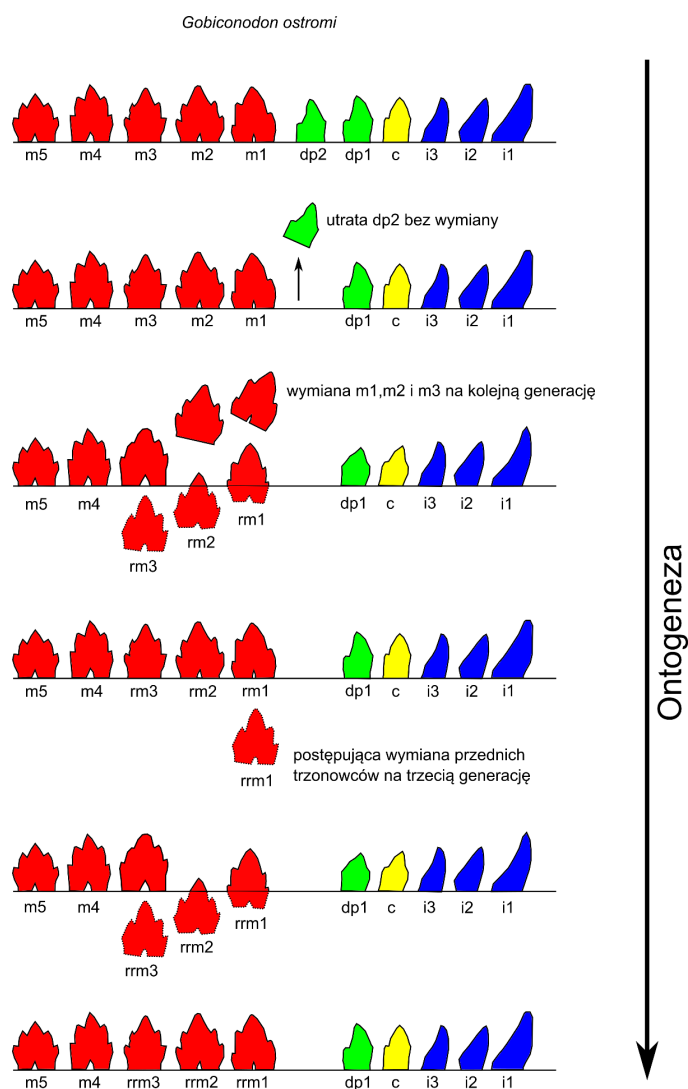 Gobiconodon ostromi
m5 m4 m3 m2 m1 dp2 dp1 c i3 i2 i1
utrata dp2 bez wymiany
m5 m4 m3 m2 m1 dp1 c i3 i2 i1
wymiana m1,m2 i m3 na kolejną generację
m5 m4 dp1 c i3 i2 i1
rm1
rm2
rm3
m5 m4 rm3 rm2 rm1 dp1 c i3 i2 i1
postępująca wymiana przednich
trzonowców na trzecią generację
rrm1
m5 m4 dp1 c i3 i2 i1
rrm1
rrm2
rrm3
m5 m4 rrm3 rrm2 rrm1 dp1 c i3 i2 i1
Ontogeneza